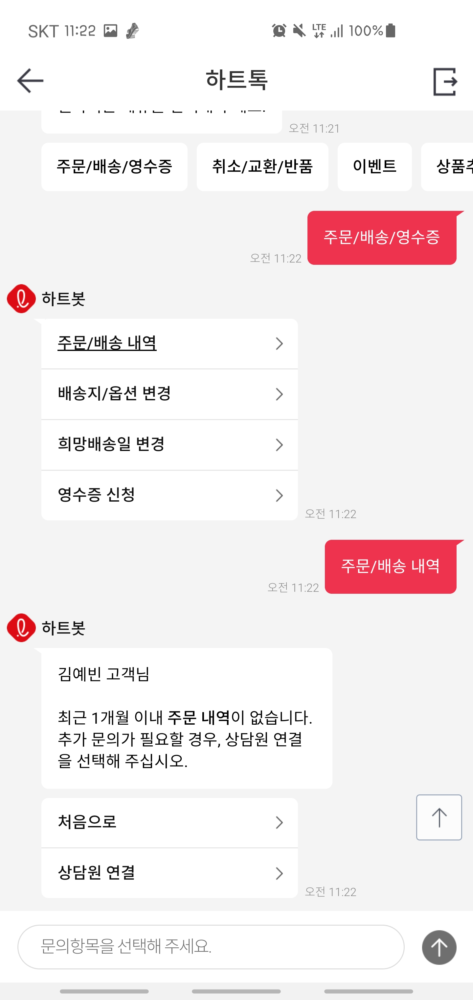 SKT 11:22
LTE 100%
하트톡
오전 11:21
주문/배송/영수증
취소/교환/반품
이벤트
상품
주문/배송/영수증
오전 11:22
하트봇
주문/배송 내역
배송지/옵션 변경
희망배송일 변경
영수증 신청
오전 11:22
주문/배송 내역
오전 11:22
하트봇
김예빈 고객님
최근 1개월 이내 주문 내역이 없습니다.
추가 문의가 필요할 경우, 상담원 연결
을 선택해 주십시오.
처음으로
상담원 연결
오전 11:22
문의항목을 선택해 주세요.